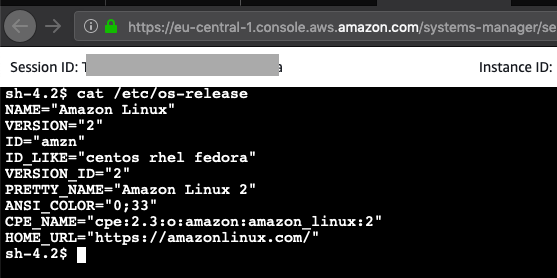 https://eu-central-1.console.aws.amazon.com/systems-manager/se
Session ID: T a Instance ID:
sh-4.2$ cat /etc/os-release
NAME="Amazon Linux"
VERSION="2"
ID="amzn"
ID_LIKE="centos rhel fedora"
VERSION_ID="2"
PRETTY_NAME="Amazon Linux 2"
ANSI_COLOR="0;33"
CPE_NAME="cpe:2.3:o:amazon:amazon_linux:2"
HOME_URL="https://amazonlinux.com/"
sh-4.2$